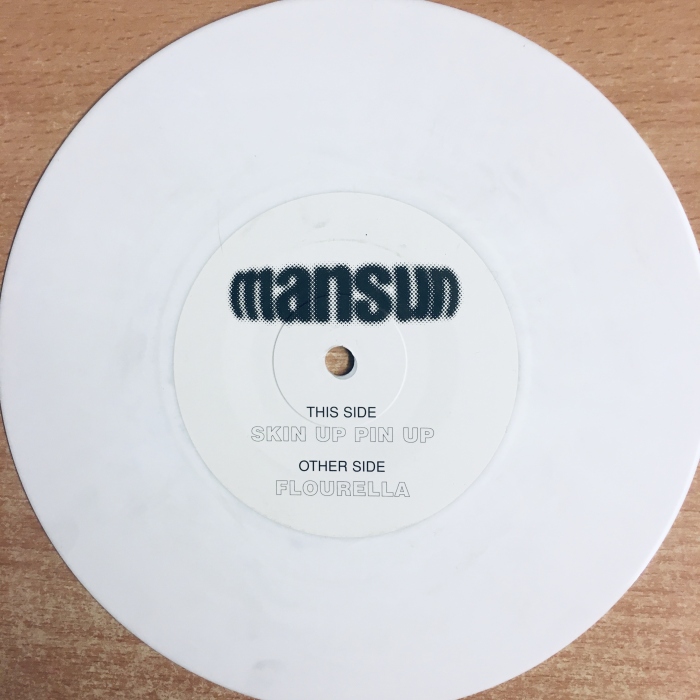 mansun
THIS SIDE
SKIN UP PIN UP
OTHER SIDE
FLOURELLA